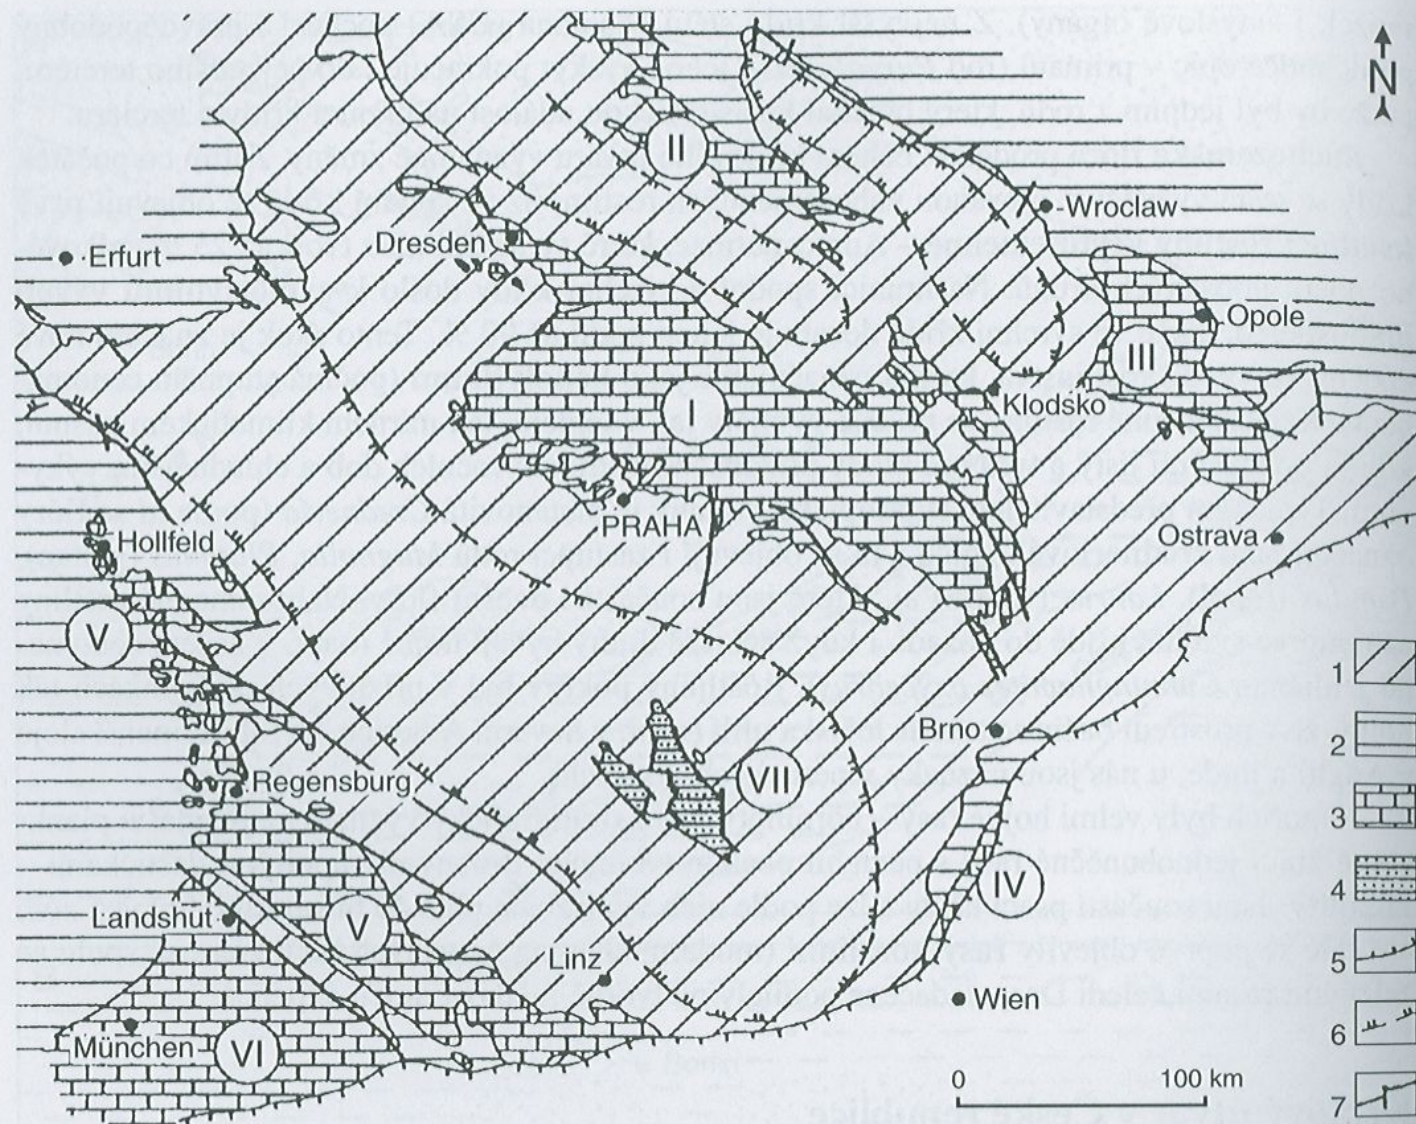 N
II
Wroclaw
Dresden
Erfurt
Opole
III
I
Klodsko
PRAHA
Ostrava
Hollfeld
V
1
Brno
2
VII
Regensburg
3
4
IV
Landshut
V
5
Linz
Wien
6
München
VI
0 100 km
7